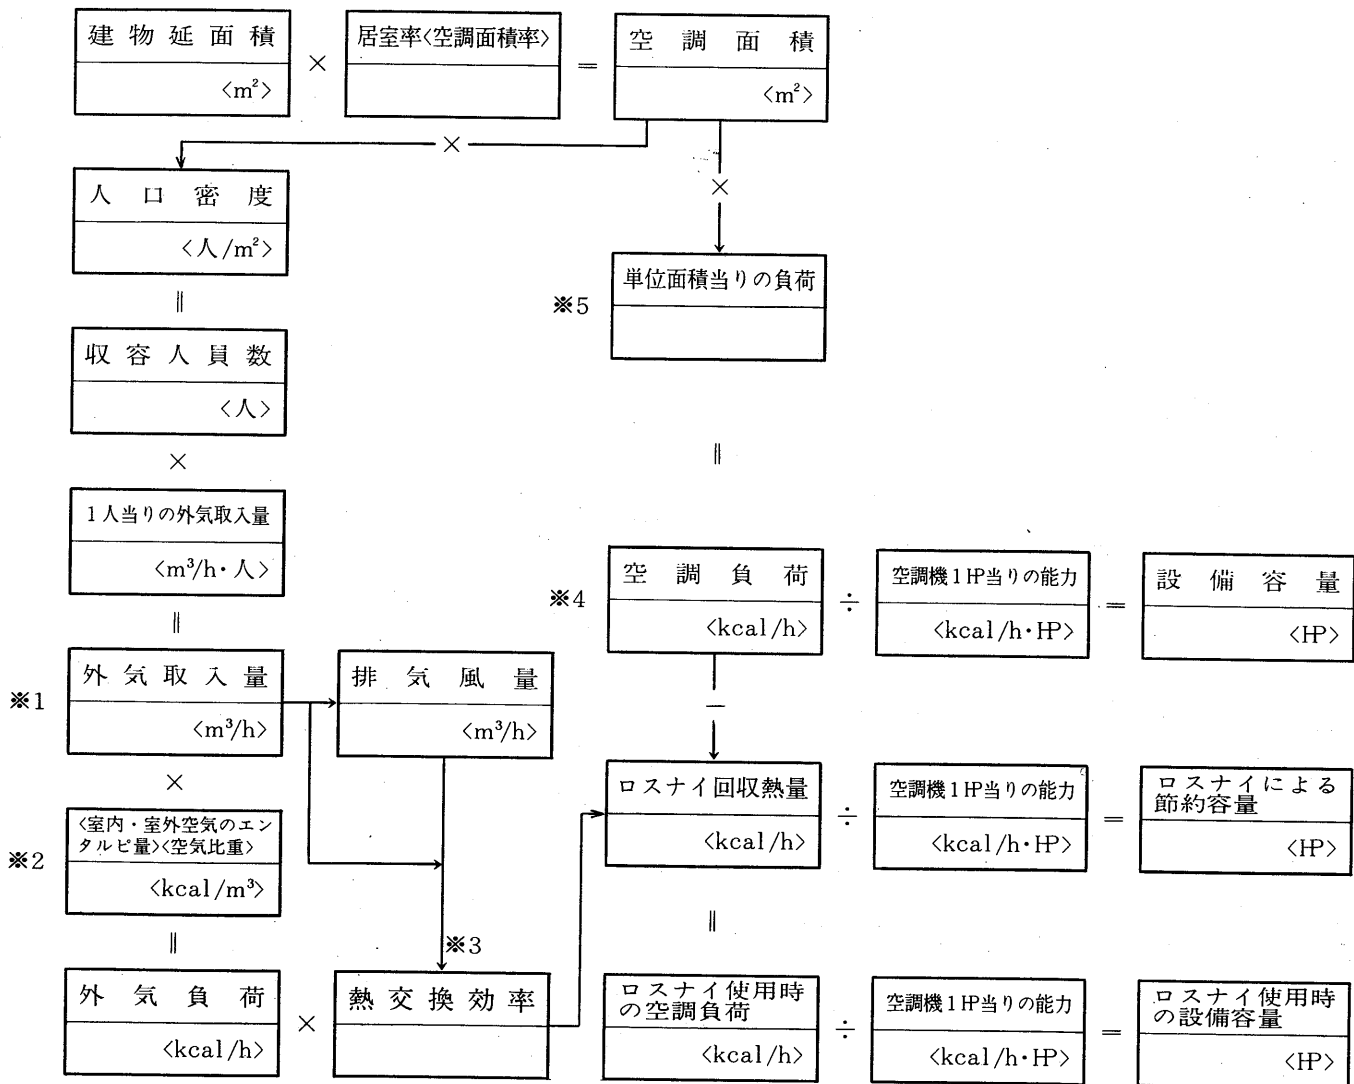 建物延面積
<m²>
×
居室率<空調面積率>
=
空調面積
<m²>
×
×
人口密度
<人/m²>
‖
収容人員数
<人>
×
1人当りの外気取入量
<m³/h・人>
‖
※1
外気取入量
<m³/h>
排気風量
<m³/h>
×
※2
<室内・室外空気のエン
タルピ量><空気比重>
<kcal/m³>
‖
外気負荷
<kcal/h>
×
※3
熱交換効率
※5
単位面積当りの負荷
‖
※4
空調負荷
<kcal/h>
÷
空調機1HP当りの能力
<kcal/h・HP>
=
設備容量
<HP>
−
ロスナイ回収熱量
<kcal/h>
÷
空調機1HP当りの能力
<kcal/h・HP>
=
ロスナイによる
節約容量
<HP>
‖
ロスナイ使用時
の空調負荷
<kcal/h>
÷
空調機1HP当りの能力
<kcal/h・HP>
=
ロスナイ使用時
の設備容量
<HP>